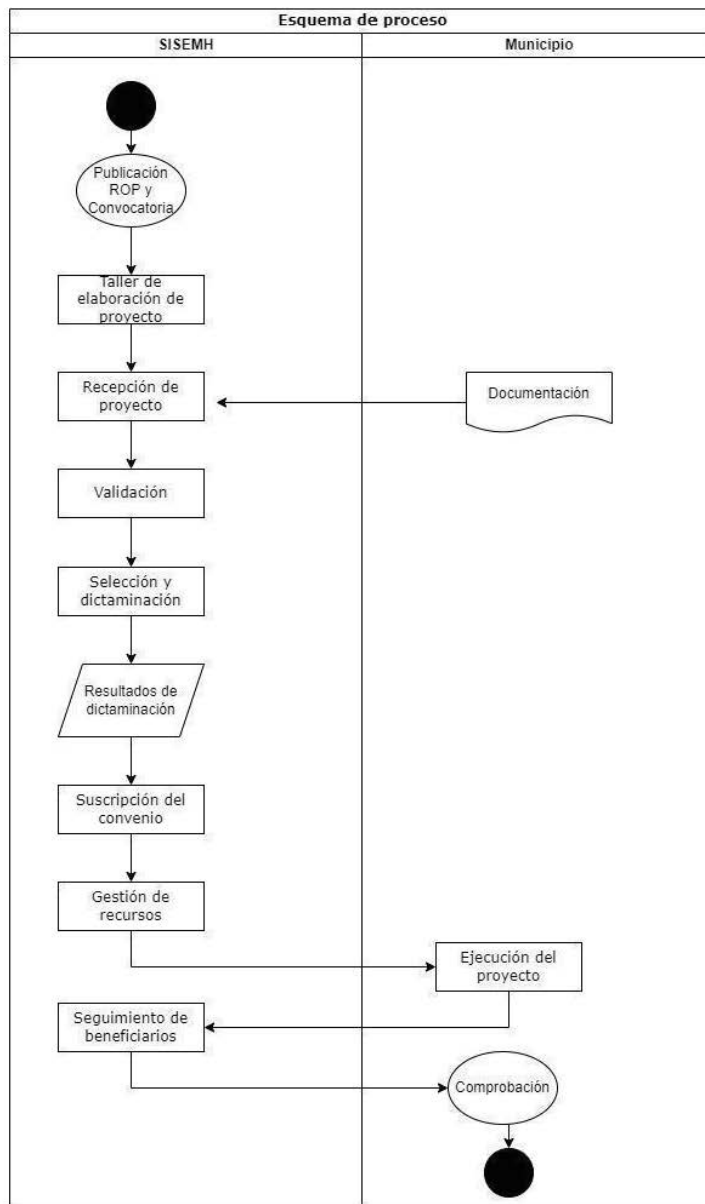 Esquema de proceso
SISEMH
Municipio
Publicación
ROP y
Convocatoria
Taller de
elaboración de
proyecto
Recepción de
proyecto
Documentación
Validación
Selección y
dictaminación
Resultados de
dictaminación
Suscripción del
convenio
Gestión de
recursos
Ejecución del
proyecto
Seguimiento de
beneficiarios
Comprobación